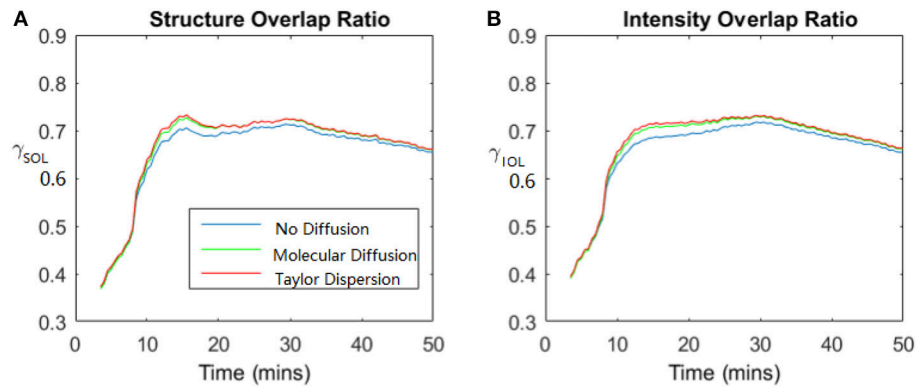 A
Structure Overlap Ratio
0.9
0.8
0.7
γSOL
0.6
0.5
0.4
0.3
0
10
20
30
40
50
Time (mins)
No Diffusion
Molecular Diffusion
Taylor Dispersion
B
Intensity Overlap Ratio
0.9
0.8
0.7
γIOL
0.6
0.5
0.4
0.3
0
10
20
30
40
50
Time (mins)